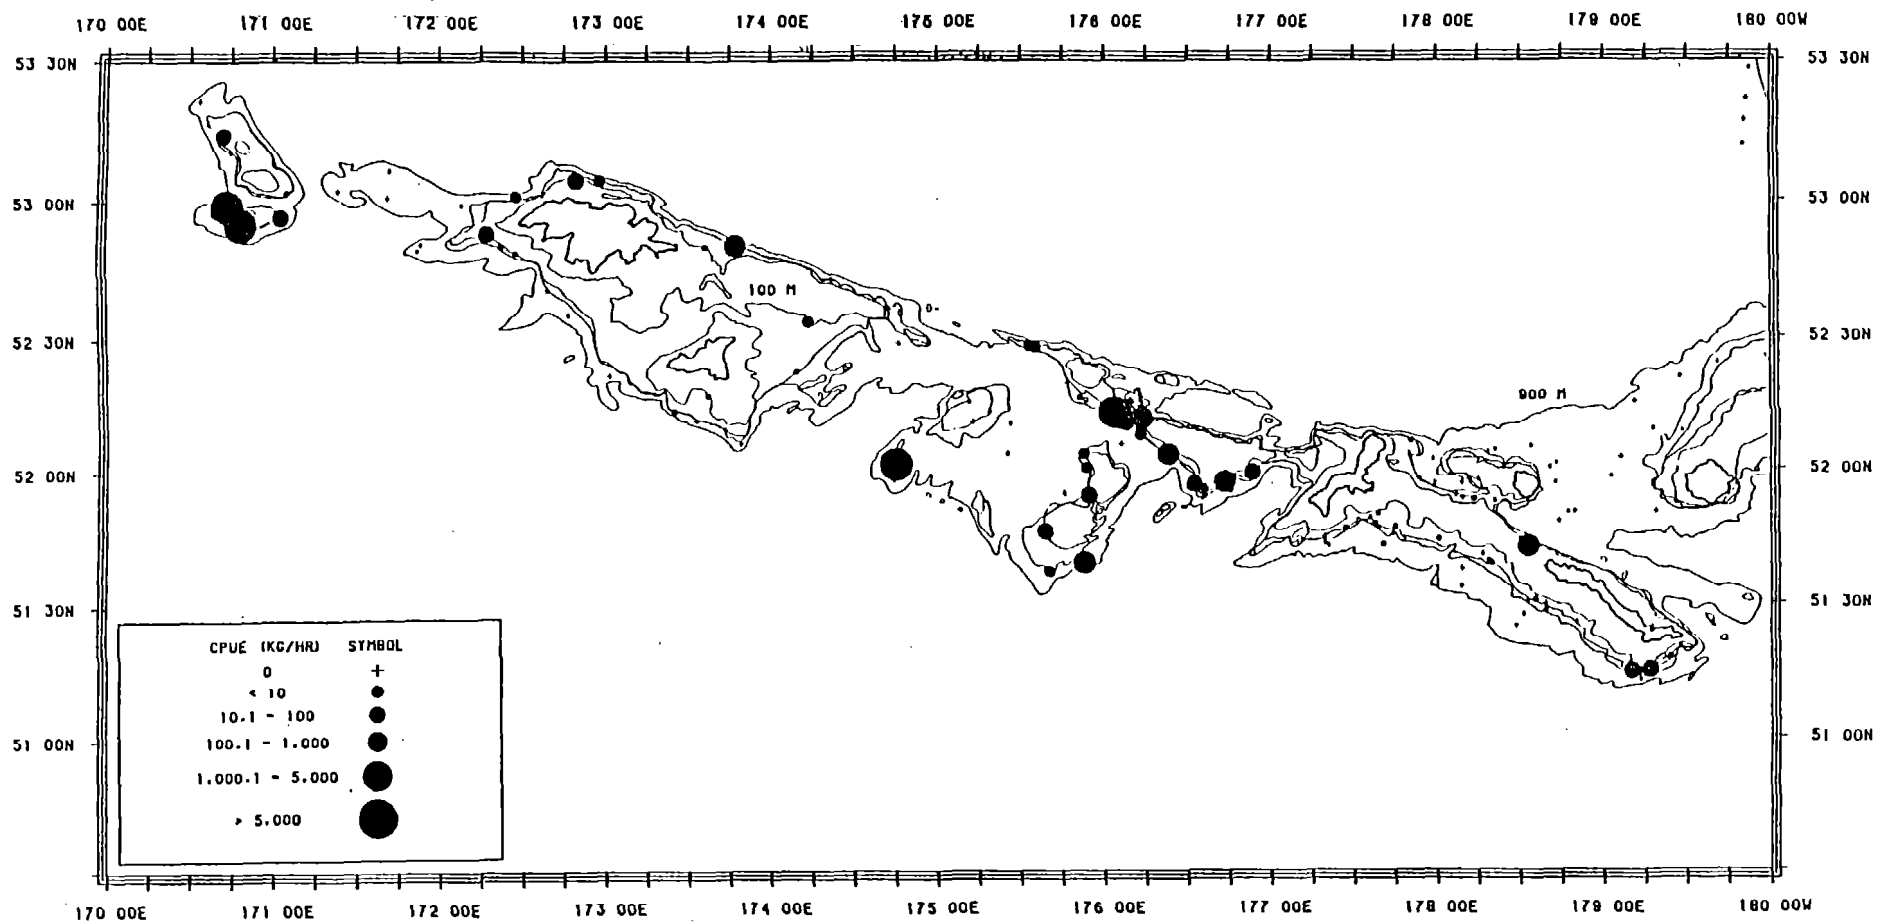 170 00E 171 00E 172 00E 173 00E 174 00E 175 00E 176 00E 177 00E 178 00E 179 00E 180 00W
53 30N 53 30N
53 00N 53 00N
100 M
52 30N 52 30N
900 M
52 00N 52 00N
51 30N 51 30N
CPUE (KG/HR) SYMBOL
0 +
< 10
10.1 - 100
100.1 - 1.000
51 00N 51 00N
1.000.1 - 5.000
> 5.000
170 00E 171 00E 172 00E 173 00E 174 00E 175 00E 176 00E 177 00E 178 00E 179 00E 180 00W